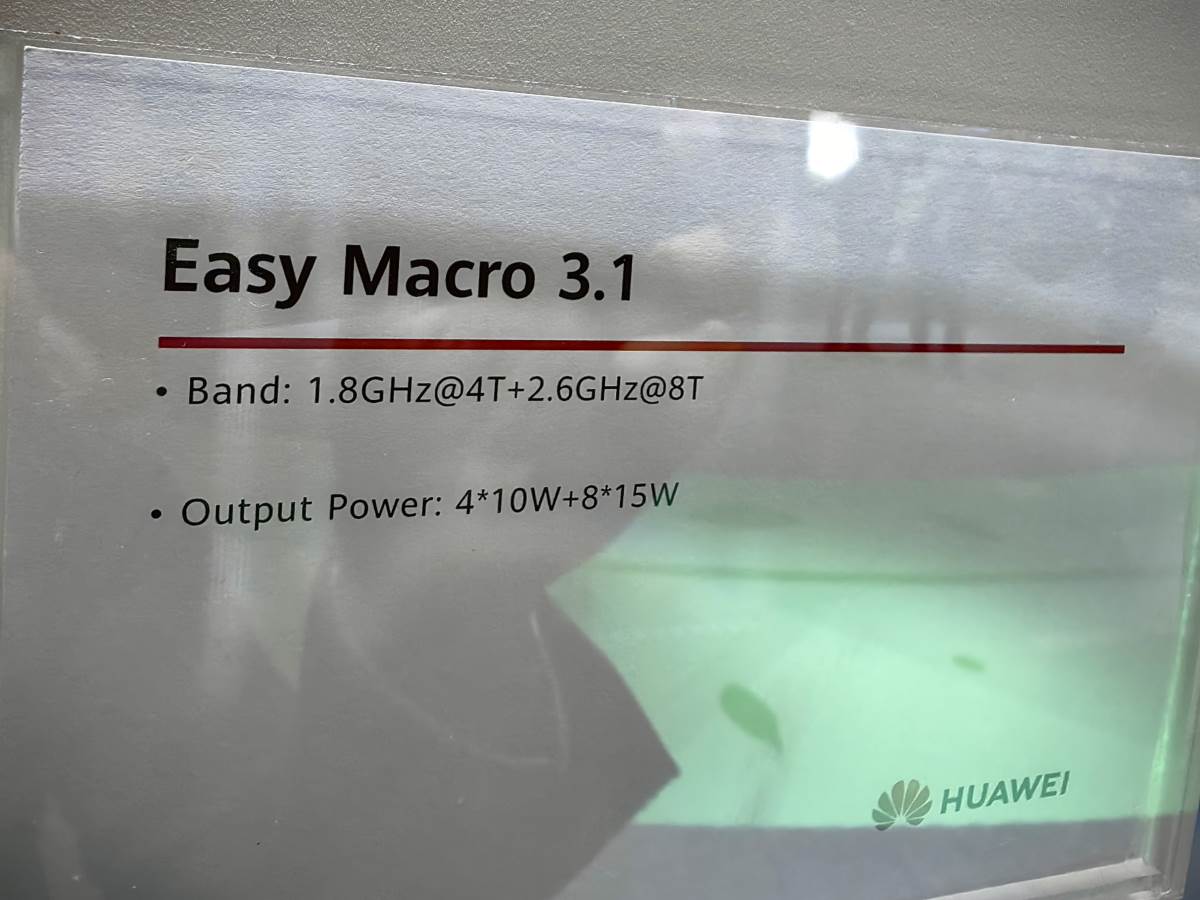 Easy Macro 3.1
• Band: 1.8GHz@4T+2.6GHz@8T
• Output Power: 4*10W+8*15W
HUAWEI